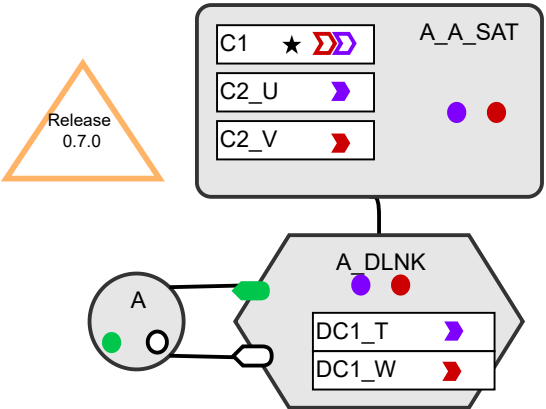 C1
A_A_SAT
C2_U
C2_V
Release
0.7.0
A_DLNK
A
DC1_T
DC1_W